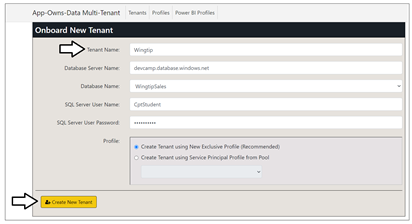 App-Owns-Data Multi-Tenant Tenants Profiles Power BI Profiles
Onboard New Tenant
Tenant Name: Wingtip
Database Server Name: devcamp.database.windows.net
Database Name: WingtipSales
SQL Server User Name: CptStudent
SQL Server User Password: ••••••••••
Profile: Create Tenant using New Exclusive Profile (Recommended)
Create Tenant using Service Principal Profile from Pool
Create New Tenant